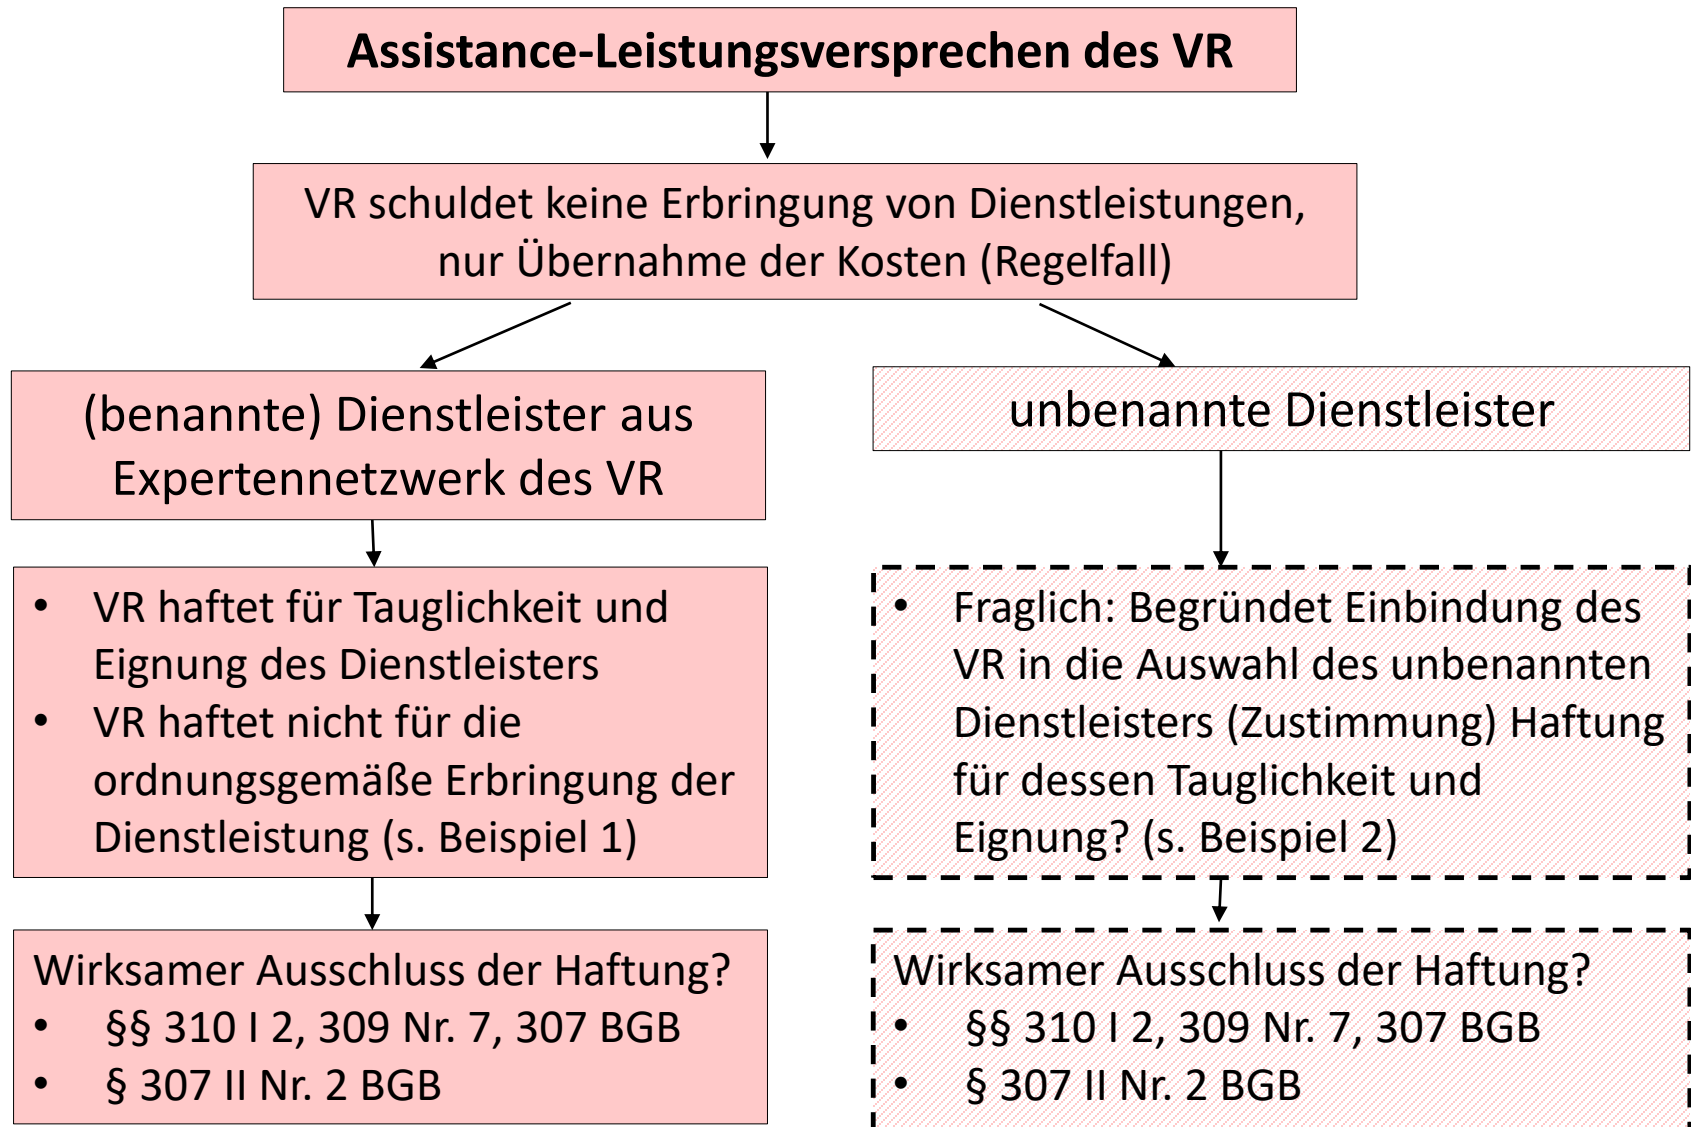 Assistance-Leistungsversprechen des VR
VR schuldet keine Erbringung von Dienstleistungen,
nur Übernahme der Kosten (Regelfall)
(benannte) Dienstleister aus
Expertennetzwerk des VR
unbenannte Dienstleister
• VR haftet für Tauglichkeit und
Eignung des Dienstleisters
• VR haftet nicht für die
ordnungsgemäße Erbringung der
Dienstleistung (s. Beispiel 1)
• Fraglich: Begründet Einbindung des
VR in die Auswahl des unbenannten
Dienstleisters (Zustimmung) Haftung
für dessen Tauglichkeit und
Eignung? (s. Beispiel 2)
Wirksamer Ausschluss der Haftung?
• §§ 310 I 2, 309 Nr. 7, 307 BGB
• § 307 II Nr. 2 BGB
Wirksamer Ausschluss der Haftung?
• §§ 310 I 2, 309 Nr. 7, 307 BGB
• § 307 II Nr. 2 BGB